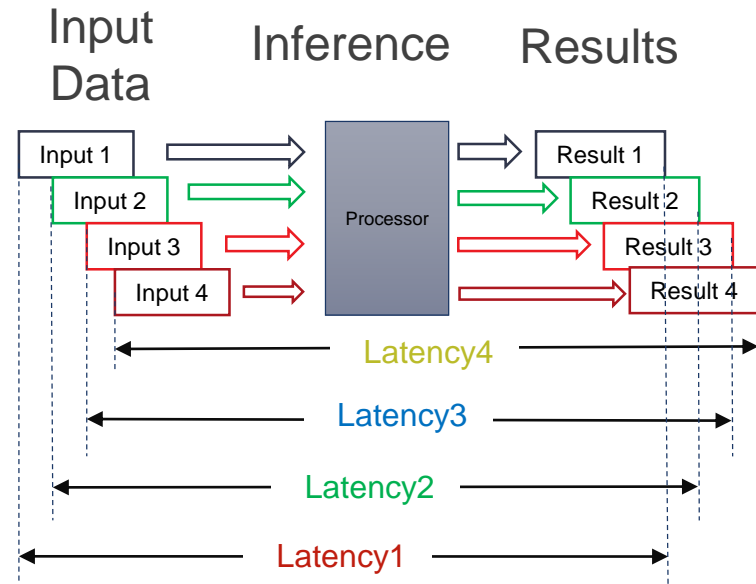 Input
Data
Inference
Results
Input 1
Input 2
Input 3
Input 4
Processor
Result 1
Result 2
Result 3
Result 4
Latency4
Latency3
Latency2
Latency1